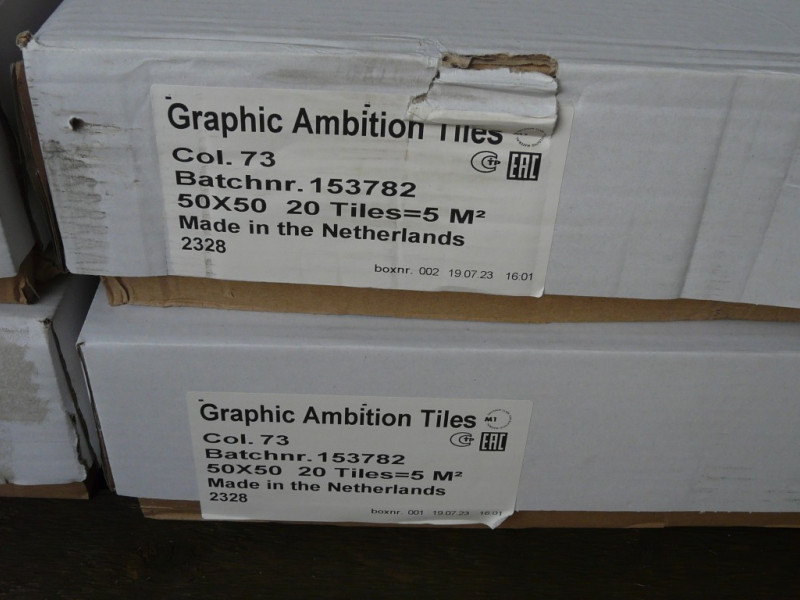 Graphic Ambition Tiles
Col. 73
Batchnr. 153782
50X50 20 Tiles=5 M²
Made in the Netherlands
2328
boxnr. 002 19.07.23 16:01
EAC
Graphic Ambition Tiles
M1
Col. 73
EAC
Batchnr. 153782
50X50 20 Tiles=5 M²
Made in the Netherlands
2328
boxnr. 001 19.07.23 16:01